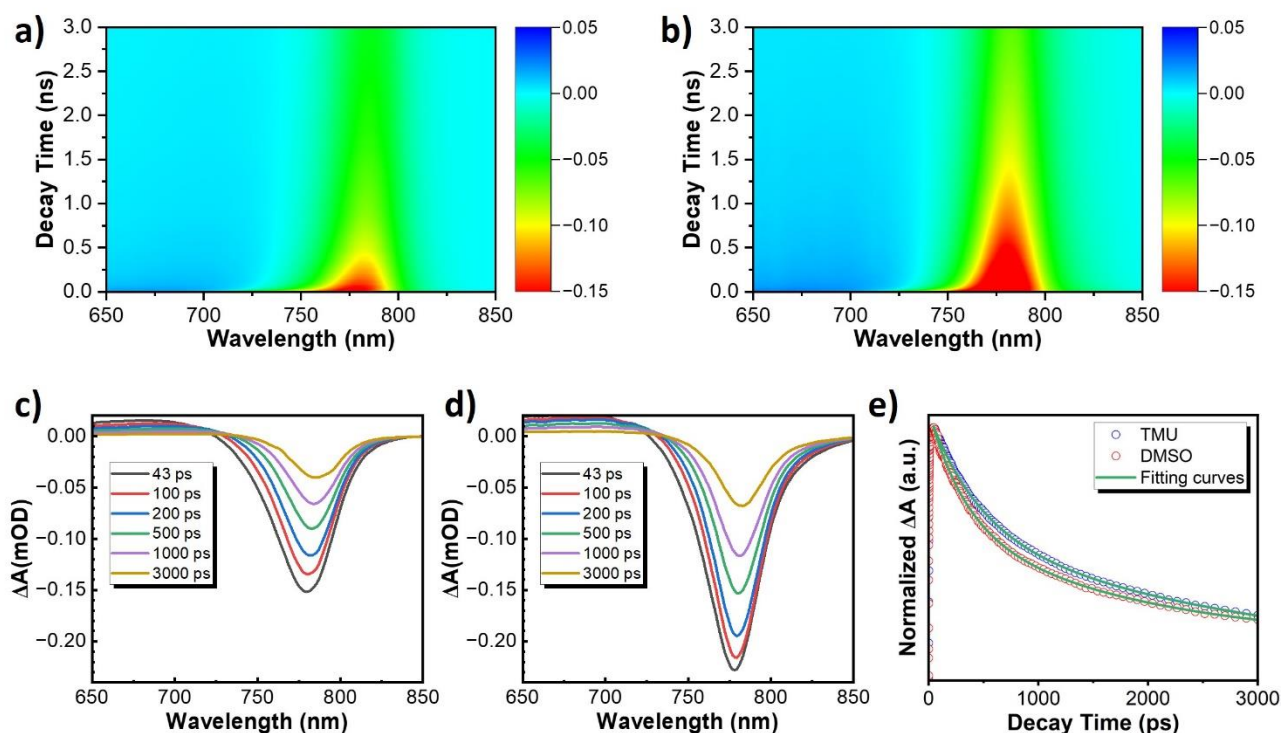 a)
3.0
2.5
2.0
1.5
1.0
0.5
0.0
Decay Time (ns)
650 700 750 800 850
Wavelength (nm)
0.05
0.00
−0.05
−0.10
−0.15
b)
3.0
2.5
2.0
1.5
1.0
0.5
0.0
Decay Time (ns)
650 700 750 800 850
Wavelength (nm)
0.05
0.00
−0.05
−0.10
−0.15
c)
0.00
−0.05
−0.10
−0.15
−0.20
ΔA(mOD)
43 ps
100 ps
200 ps
500 ps
1000 ps
3000 ps
650 700 750 800 850
Wavelength (nm)
d)
0.00
−0.05
−0.10
−0.15
−0.20
ΔA(mOD)
43 ps
100 ps
200 ps
500 ps
1000 ps
3000 ps
650 700 750 800 850
Wavelength (nm)
e)
Normalized ΔA (a.u.)
TMU
DMSO
Fitting curves
0 1000 2000 3000
Decay Time (ps)